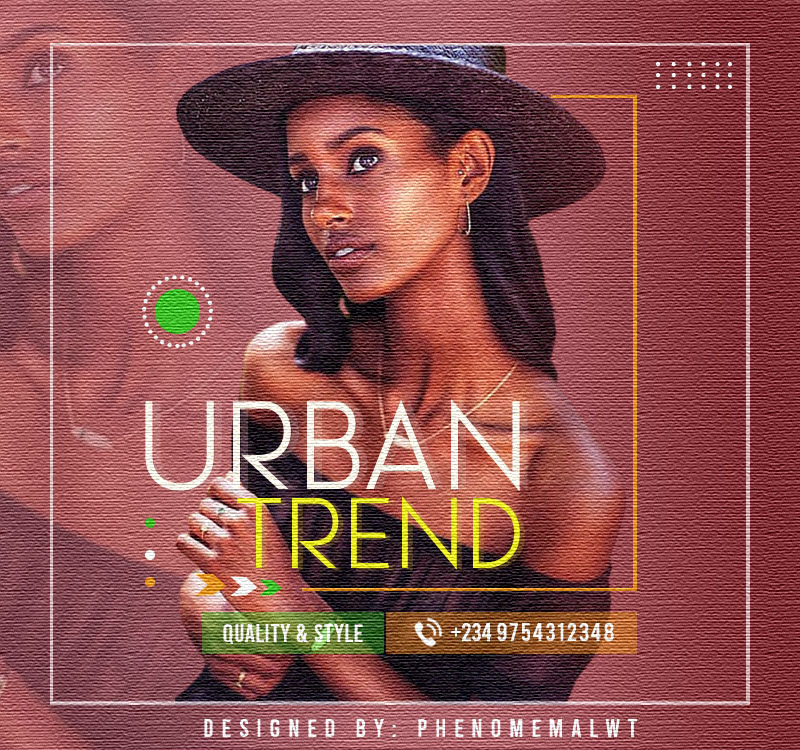 URBAN
TREND
QUALITY & STYLE
+234 9754312348
DESIGNED BY: PHENOMEMALWT